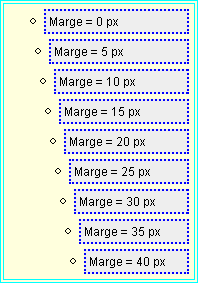 Marge = 0 px
Marge = 5 px
Marge = 10 px
Marge = 15 px
Marge = 20 px
Marge = 25 px
Marge = 30 px
Marge = 35 px
Marge = 40 px